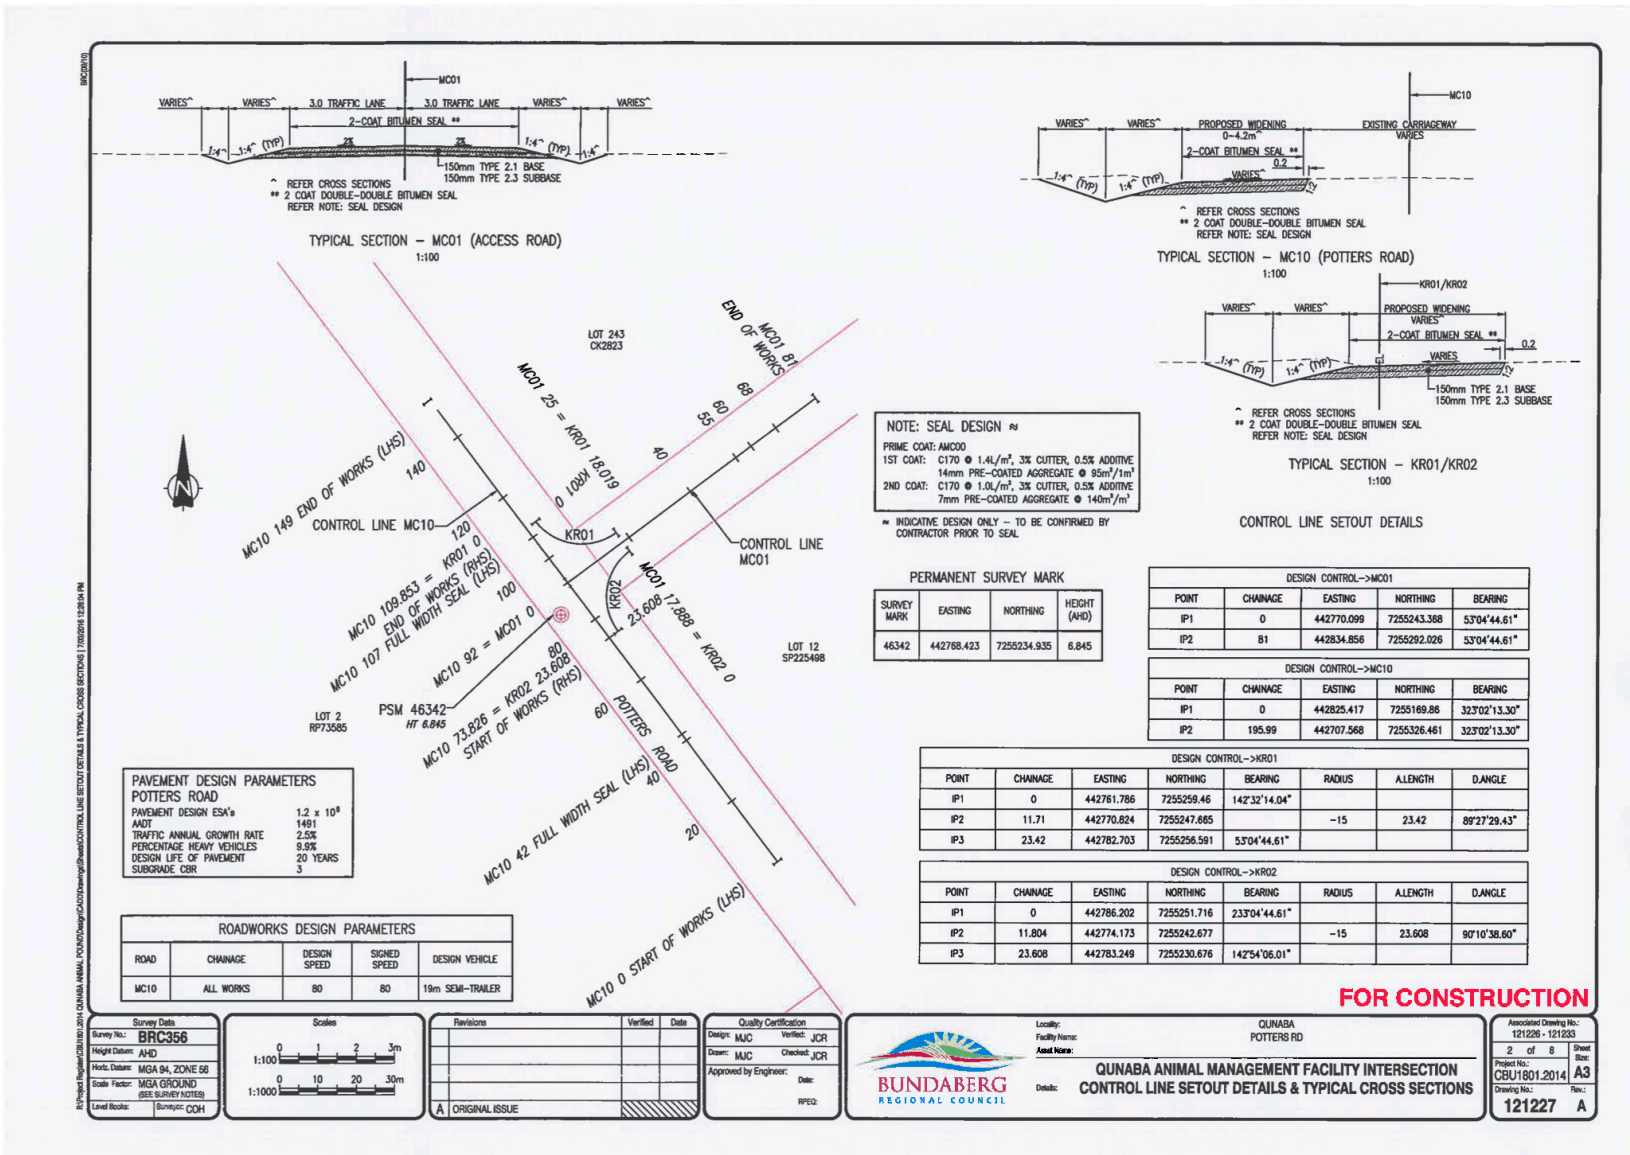 BRC(09/10)
MC01
VARIES^ VARIES^ 3.0 TRAFFIC LANE 3.0 TRAFFIC LANE VARIES^ VARIES^
2-COAT BITUMEN SEAL **
1:4^ 1:4^ (TYP) 2% 2% 1:4^ (TYP)
150mm TYPE 2.1 BASE
150mm TYPE 2.3 SUBBASE
^ REFER CROSS SECTIONS
** 2 COAT DOUBLE-DOUBLE BITUMEN SEAL
REFER NOTE: SEAL DESIGN
TYPICAL SECTION - MC01 (ACCESS ROAD)
1:100
MC10
VARIES^ VARIES^ PROPOSED WIDENING EXISTING CARRIAGEWAY
0-4.2m^ VARIES
2-COAT BITUMEN SEAL **
0.2
1:4^ (TYP) 1:4^ (TYP) VARIES^ 1:2
^ REFER CROSS SECTIONS
** 2 COAT DOUBLE-DOUBLE BITUMEN SEAL
REFER NOTE: SEAL DESIGN
TYPICAL SECTION - MC10 (POTTERS ROAD)
1:100
KR01/KR02
VARIES^ VARIES^ PROPOSED WIDENING
VARIES^
2-COAT BITUMEN SEAL **
0.2
1:4^ (TYP) 1:4^ (TYP) VARIES 1:2
150mm TYPE 2.1 BASE
150mm TYPE 2.3 SUBBASE
^ REFER CROSS SECTIONS
** 2 COAT DOUBLE-DOUBLE BITUMEN SEAL
REFER NOTE: SEAL DESIGN
TYPICAL SECTION - KR01/KR02
1:100
CONTROL LINE SETOUT DETAILS
LOT 243
CK2823
MC01 81
END OF WORKS
68
60
55
40
MC01 25 = KR01 18.019
KR01 0
MC10 149 END OF WORKS (LHS)
140
CONTROL LINE MC10
120
KR01
MC10 109.853 = KR01 0
END OF WORKS (RHS)
MC10 107 FULL WIDTH SEAL (LHS)
100
CONTROL LINE
MC01
KR02
MC01 17.888 = KR02 0
23.608
MC10 92 = MC01 0
80
PSM 46342
HT 6.845
MC10 73.826 = KR02 23.608
START OF WORKS (RHS)
LOT 2
RP73585
LOT 12
SP225498
60
POTTERS ROAD
40
MC10 42 FULL WIDTH SEAL (LHS)
20
MC10 0 START OF WORKS (LHS)
N
NOTE: SEAL DESIGN ≈
PRIME COAT: AMC00
1ST COAT: C170 @ 1.4L/m², 3% CUTTER, 0.5% ADDITIVE
14mm PRE-COATED AGGREGATE @ 95m²/1m³
2ND COAT: C170 @ 1.0L/m², 3% CUTTER, 0.5% ADDITIVE
7mm PRE-COATED AGGREGATE @ 140m²/m³
≈ INDICATIVE DESIGN ONLY - TO BE CONFIRMED BY
CONTRACTOR PRIOR TO SEAL
PERMANENT SURVEY MARK
SURVEY MARK EASTING NORTHING HEIGHT (AHD)
46342 442768.423 7255234.935 6.845
DESIGN CONTROL->MC01
POINT CHAINAGE EASTING NORTHING BEARING
IP1 0 442770.099 7255243.368 53°04'44.61"
IP2 81 442834.856 7255292.026 53°04'44.61"
DESIGN CONTROL->MC10
POINT CHAINAGE EASTING NORTHING BEARING
IP1 0 442825.417 7255169.86 323°02'13.30"
IP2 195.99 442707.568 7255326.461 323°02'13.30"
DESIGN CONTROL->KR01
POINT CHAINAGE EASTING NORTHING BEARING RADIUS A.LENGTH D.ANGLE
IP1 0 442761.786 7255259.46 142°32'14.04"
IP2 11.71 442770.824 7255247.665 -15 23.42 89°27'29.43"
IP3 23.42 442782.703 7255256.591 53°04'44.61"
DESIGN CONTROL->KR02
POINT CHAINAGE EASTING NORTHING BEARING RADIUS A.LENGTH D.ANGLE
IP1 0 442786.202 7255251.716 233°04'44.61"
IP2 11.804 442774.173 7255242.677 -15 23.608 90°10'38.60"
IP3 23.608 442783.249 7255230.676 142°54'06.01"
PAVEMENT DESIGN PARAMETERS
POTTERS ROAD
PAVEMENT DESIGN ESA's 1.2 x 10⁶
AADT 1491
TRAFFIC ANNUAL GROWTH RATE 2.5%
PERCENTAGE HEAVY VEHICLES 9.9%
DESIGN LIFE OF PAVEMENT 20 YEARS
SUBGRADE CBR 3
ROADWORKS DESIGN PARAMETERS
ROAD CHAINAGE DESIGN SPEED SIGNED SPEED DESIGN VEHICLE
MC10 ALL WORKS 80 80 19m SEMI-TRAILER
FOR CONSTRUCTION
Survey Data
Survey No.: BRC356
Height Datum: AHD
Horiz. Datum: MGA 94, ZONE 56
Scale Factor: MGA GROUND
(SEE SURVEY NOTES)
Level Books: Surveyor: COH
Scales
0 1 2 3m
1:100
0 10 20 30m
1:1000
Revisions Verified Date
A ORIGINAL ISSUE
Quality Certification
Design: MJC Verified: JCR
Drawn: MJC Checked: JCR
Approved by Engineer:
Date:
RPEQ:
BUNDABERG
REGIONAL COUNCIL
Locality: QUNABA
Facility Name: POTTERS RD
Asset Name:
Details: QUNABA ANIMAL MANAGEMENT FACILITY INTERSECTION
CONTROL LINE SETOUT DETAILS & TYPICAL CROSS SECTIONS
Associated Drawing No.:
121226 - 121233
2 of 8 Sheet Size: A3
Project No.:
CBU1801.2014
Drawing No.: Rev.:
121227 A